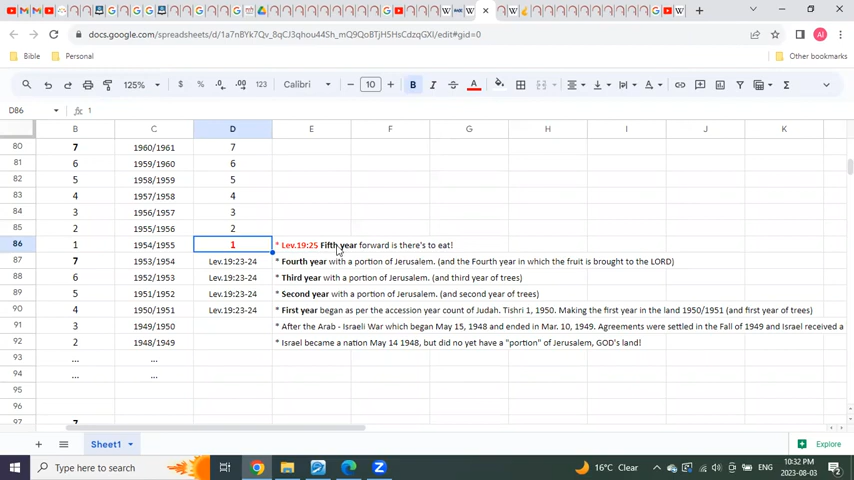 docs.google.com/spreadsheets/d/1a7nBYk7Qv_8qCJ3qhou44Sh_mQ9QoBTjH5HsCdzqGXI/edit#gid=0
Bible
Personal
Other bookmarks
125%
$ % .0 .00 123
Calibri
10
B I A
D86
1
B C D E F G H I J K
80 7 1960/1961 7
81 6 1959/1960 6
82 5 1958/1959 5
83 4 1957/1958 4
84 3 1956/1957 3
85 2 1955/1956 2
86 1 1954/1955 1 * Lev.19:25 Fifth year forward is there's to eat!
87 7 1953/1954 Lev.19:23-24 * Fourth year with a portion of Jerusalem. (and the Fourth year in which the fruit is brought to the LORD)
88 6 1952/1953 Lev.19:23-24 * Third year with a portion of Jerusalem. (and third year of trees)
89 5 1951/1952 Lev.19:23-24 * Second year with a portion of Jerusalem. (and second year of trees)
90 4 1950/1951 Lev.19:23-24 * First year began as per the accession year count of Judah. Tishri 1, 1950. Making the first year in the land 1950/1951 (and first year of trees)
91 3 1949/1950 * After the Arab - Israeli War which began May 15, 1948 and ended in Mar. 10, 1949. Agreements were settled in the Fall of 1949 and Israel received a
92 2 1948/1949 * Israel became a nation May 14 1948, but did no yet have a "portion" of Jerusalem, GOD's land!
93 ... ...
94 ... ...
95
96
97 7
Sheet1
Explore
Type here to search
16°C Clear
ENG
10:32 PM
2023-08-03
2